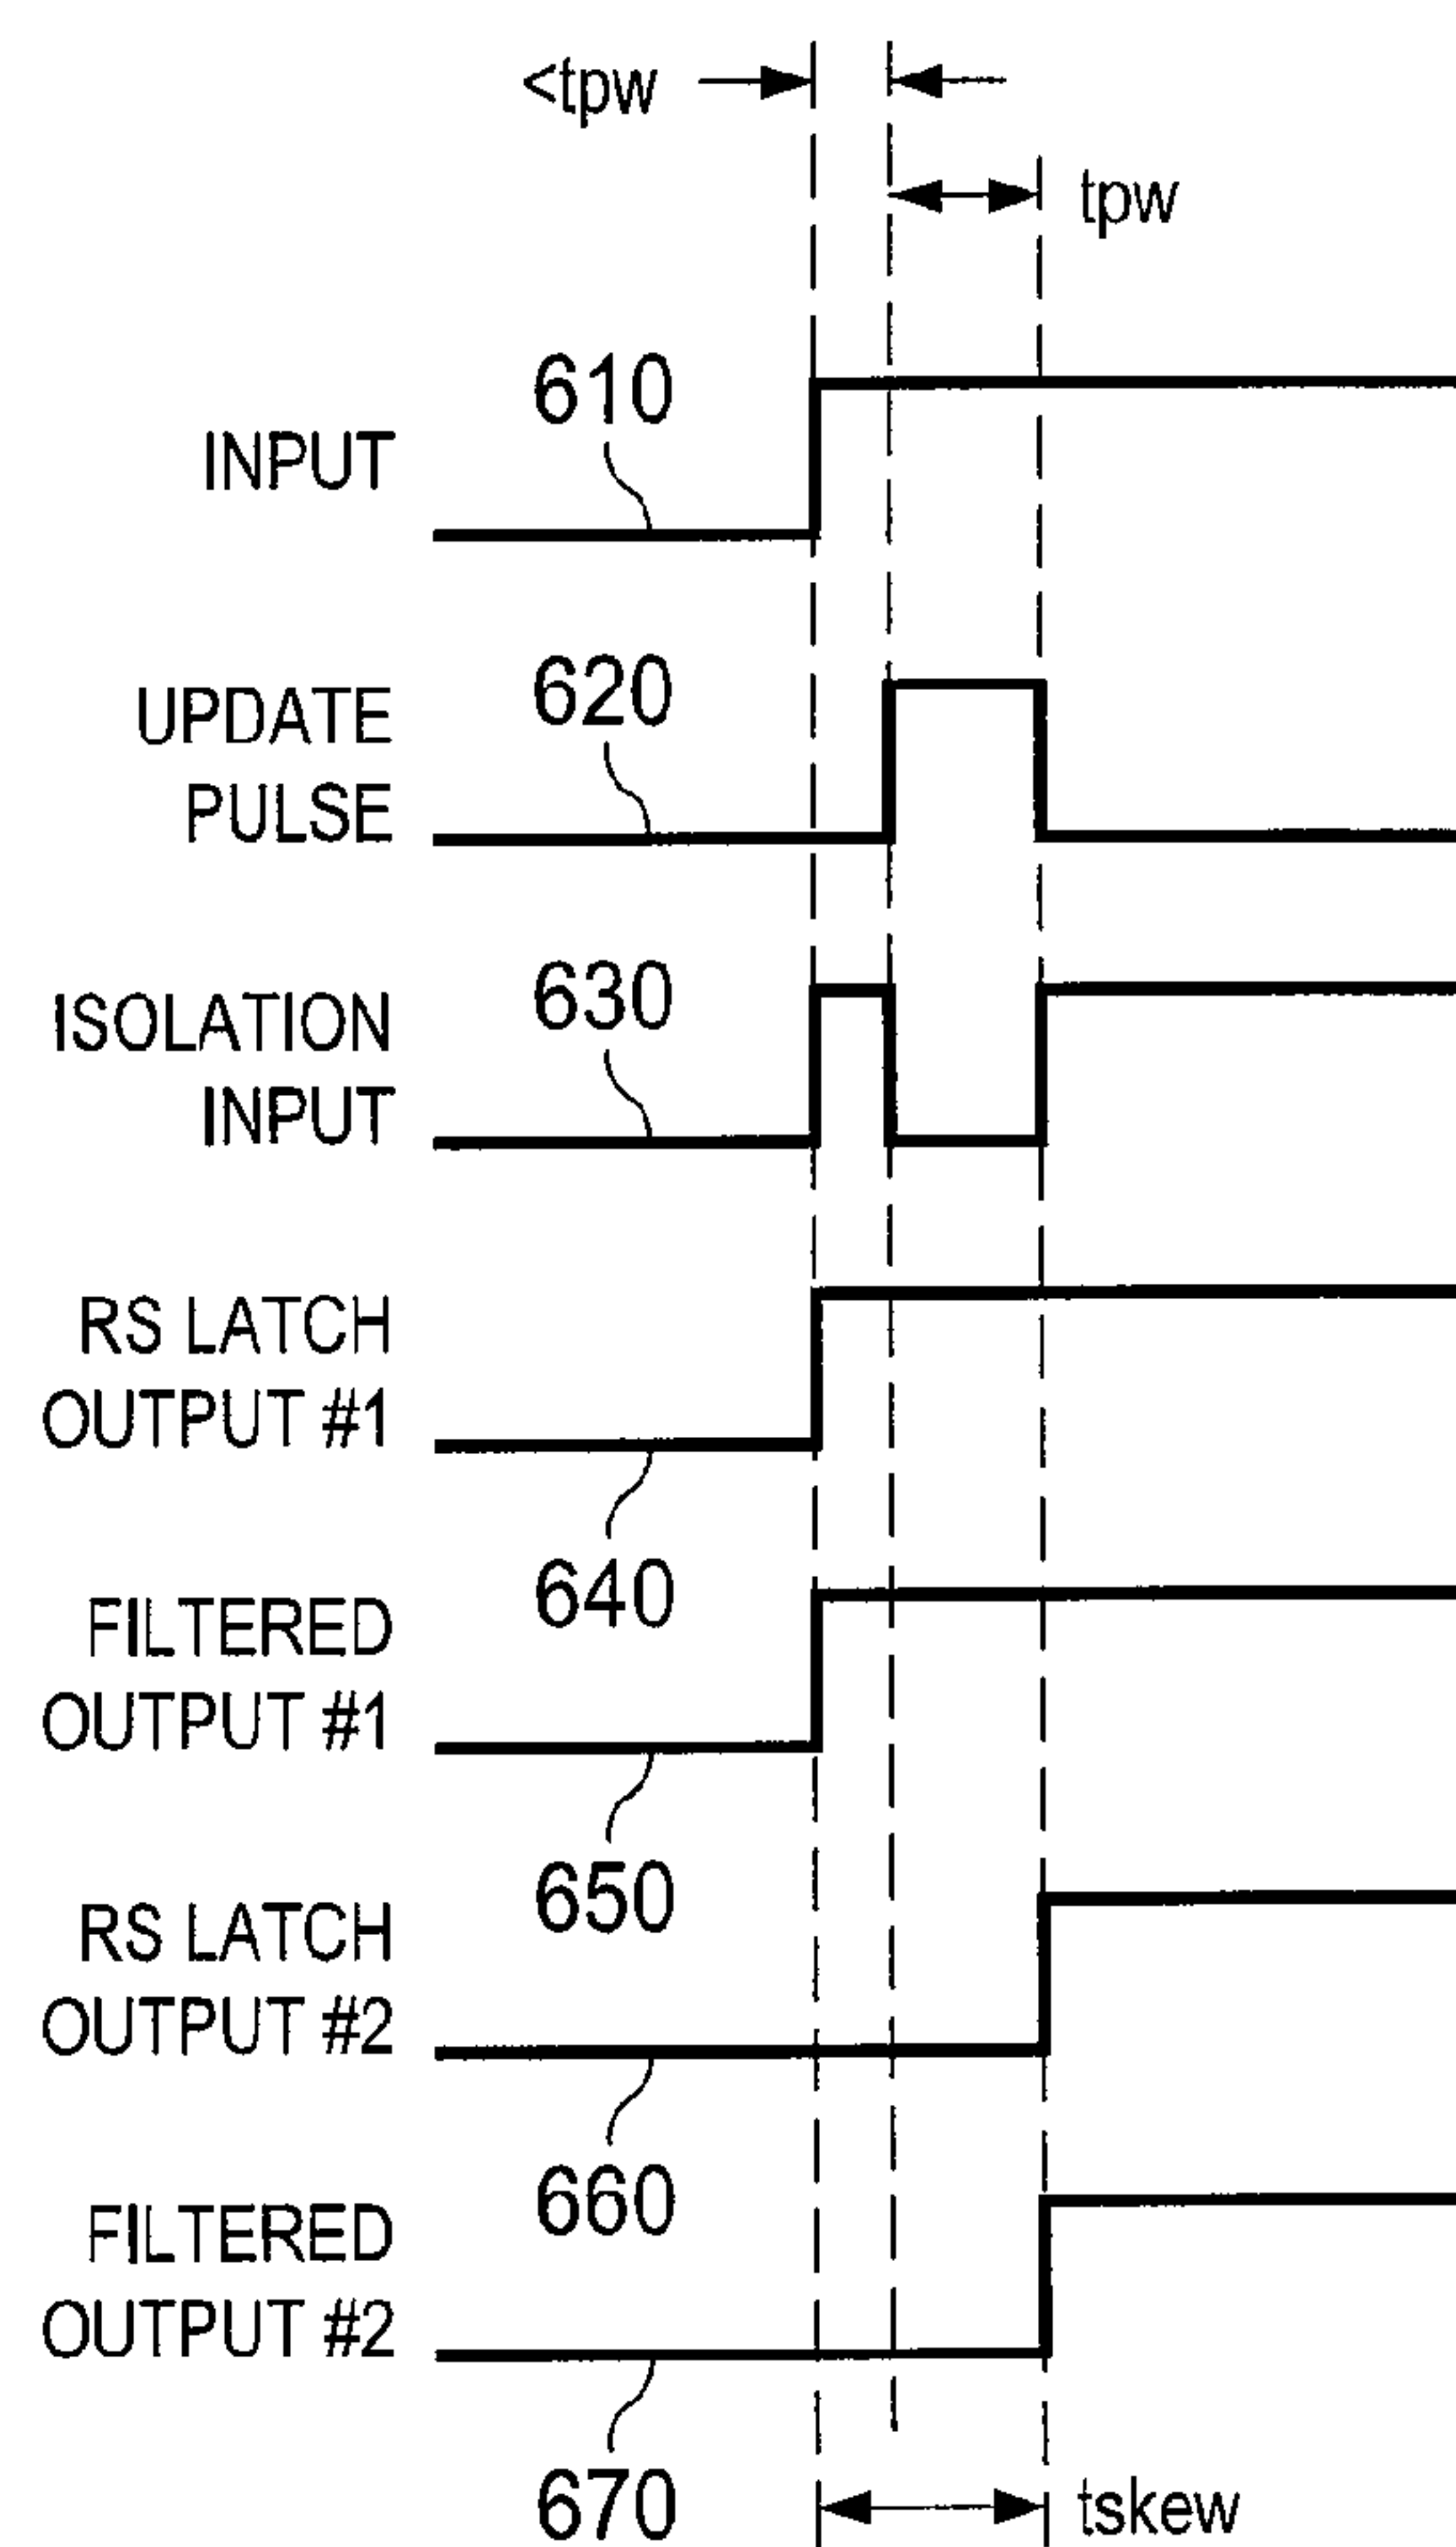 <tpw
tpw
610
INPUT
620
UPDATE
PULSE
630
ISOLATION
INPUT
RS LATCH
OUTPUT #1
640
FILTERED
OUTPUT #1
650
RS LATCH
OUTPUT #2
660
FILTERED
OUTPUT #2
670
tskew